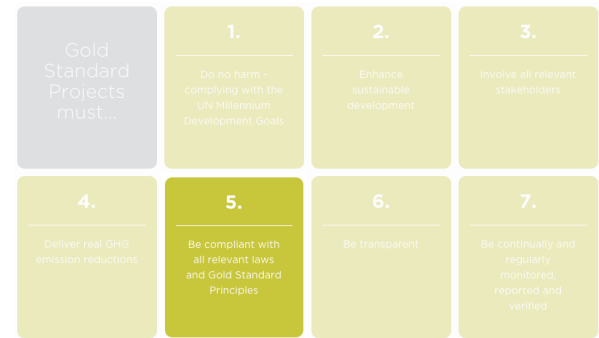 Gold
Standard
Projects
must...
1.
Do no harm -
complying with the
UN Millennium
Development Goals
2.
Enhance
sustainable
development
3.
Involve all relevant
stakeholders
4.
Deliver real GHG
emission reductions
5.
Be compliant with
all relevant laws
and Gold Standard
Principles
6.
Be transparent
7.
Be continually and
regularly
monitored,
reported and
verified